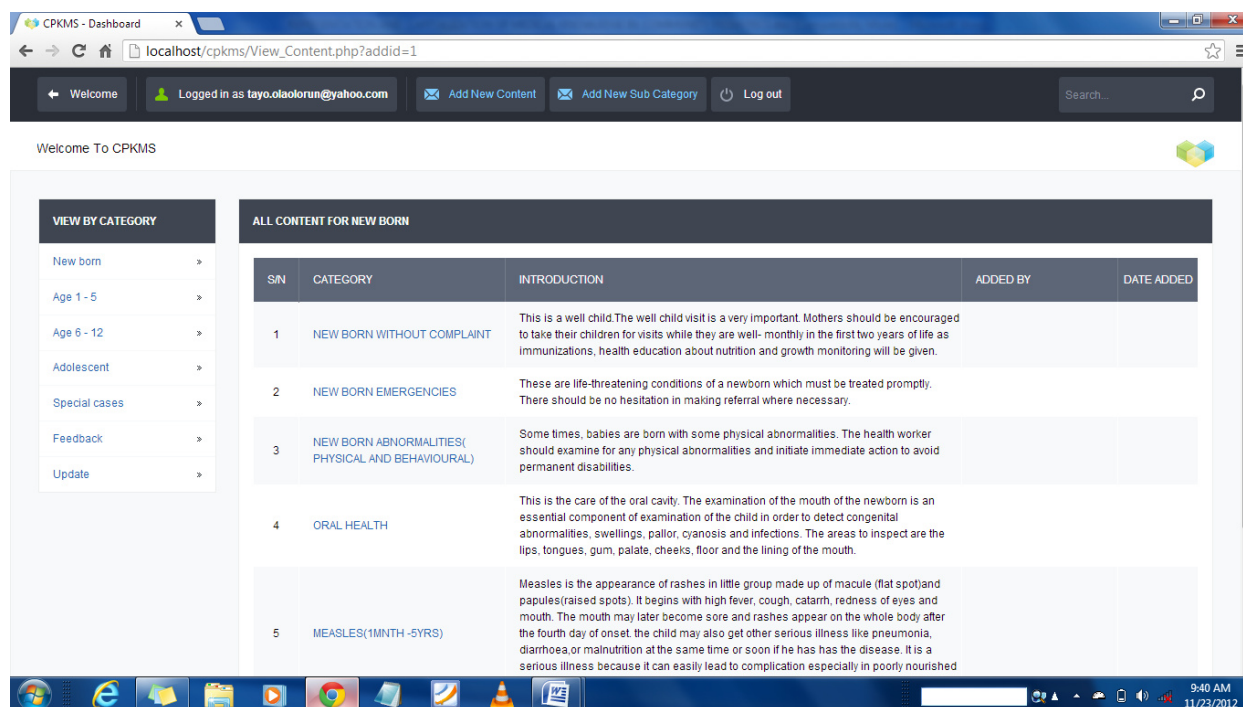 CPKMS - Dashboard
localhost/cpkms/View_Content.php?addid=1
Welcome
Logged in as tayo.olaolorun@yahoo.com
Add New Content
Add New Sub Category
Log out
Search...
Welcome To CPKMS
VIEW BY CATEGORY
New born »
Age 1 - 5 »
Age 6 - 12 »
Adolescent »
Special cases »
Feedback »
Update »
ALL CONTENT FOR NEW BORN
S/N CATEGORY INTRODUCTION ADDED BY DATE ADDED
1
NEW BORN WITHOUT COMPLAINT
This is a well child.The well child visit is a very important. Mothers should be encouraged
to take their children for visits while they are well- monthly in the first two years of life as
immunizations, health education about nutrition and growth monitoring will be given.
2
NEW BORN EMERGENCIES
These are life-threatening conditions of a newborn which must be treated promptly.
There should be no hesitation in making referral where necessary.
3
NEW BORN ABNORMALITIES(
PHYSICAL AND BEHAVIOURAL)
Some times, babies are born with some physical abnormalities. The health worker
should examine for any physical abnormalities and initiate immediate action to avoid
permanent disabilities.
4
ORAL HEALTH
This is the care of the oral cavity. The examination of the mouth of the newborn is an
essential component of examination of the child in order to detect congenital
abnormalities, swellings, pallor, cyanosis and infections. The areas to inspect are the
lips, tongues, gum, palate, cheeks, floor and the lining of the mouth.
5
MEASLES(1MNTH -5YRS)
Measles is the appearance of rashes in little group made up of macule (flat spot)and
papules(raised spots). It begins with high fever, cough, catarrh, redness of eyes and
mouth. The mouth may later become sore and rashes appear on the whole body after
the fourth day of onset. the child may also get other serious illness like pneumonia,
diarrhoea,or malnutrition at the same time or soon if he has has the disease. It is a
serious illness because it can easily lead to complication especially in poorly nourished
9:40 AM
11/23/2012